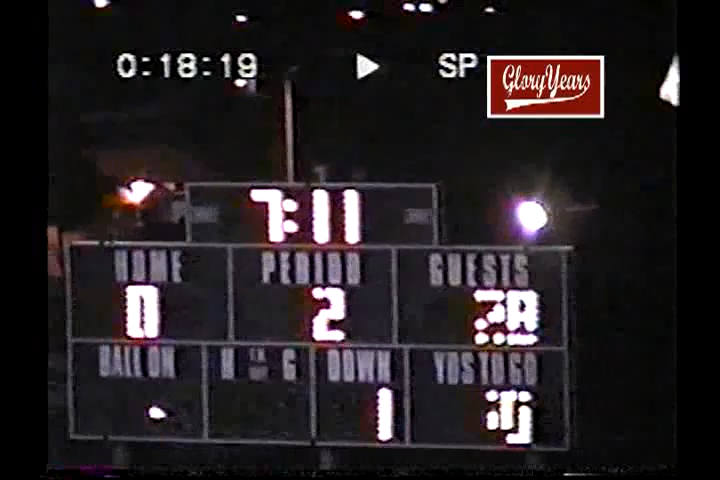 0:18:19 SP
GloryYears
7:11
HOME PERIOD GUESTS
0 2
BALL ON DOWN YDS TO GO
1